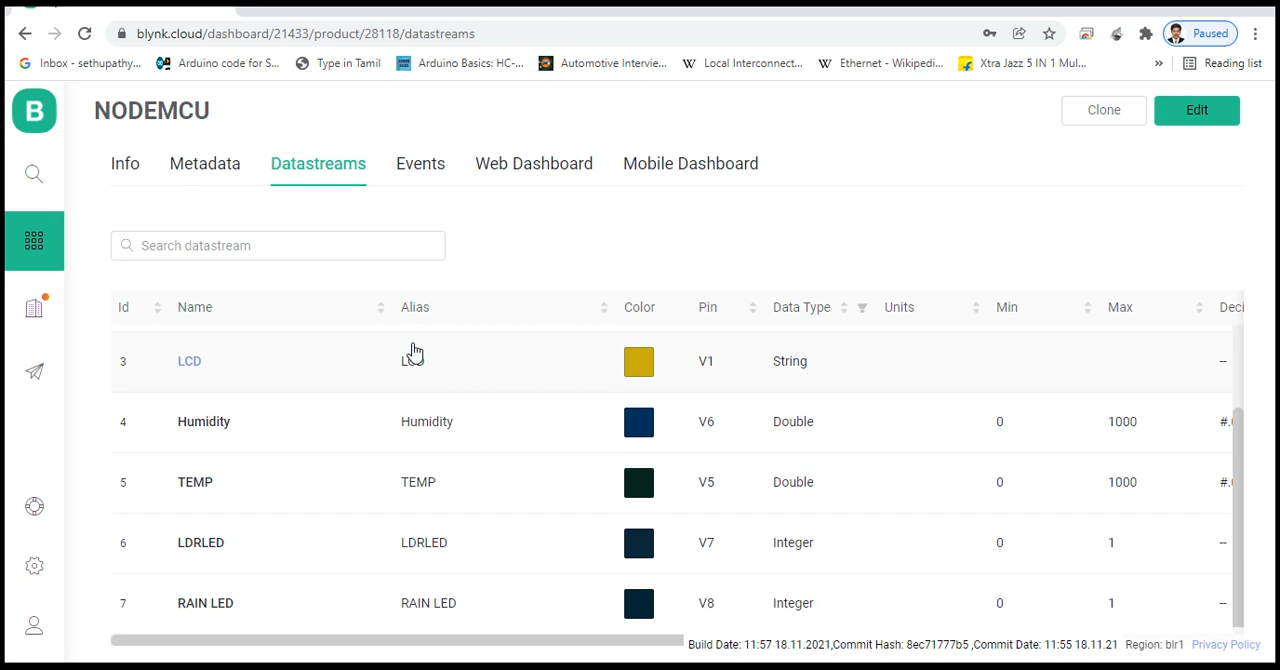 blynk.cloud/dashboard/21433/product/28118/datastreams
Paused
Inbox - sethupathy... Arduino code for S... Type in Tamil Arduino Basics: HC-... Automotive Intervie... Local Interconnect... Ethernet - Wikipedi... Xtra Jazz 5 IN 1 Mul... » Reading list
B
NODEMCU
Clone
Edit
Info Metadata Datastreams Events Web Dashboard Mobile Dashboard
Search datastream
Id Name Alias Color Pin Data Type Units Min Max Deci
3 LCD LCD V1 String --
4 Humidity Humidity V6 Double 0 1000 #.
5 TEMP TEMP V5 Double 0 1000 #.
6 LDRLED LDRLED V7 Integer 0 1 --
7 RAIN LED RAIN LED V8 Integer 0 1 --
Build Date: 11:57 18.11.2021,Commit Hash: 8ec71777b5 ,Commit Date: 11:55 18.11.21 Region: blr1 Privacy Policy